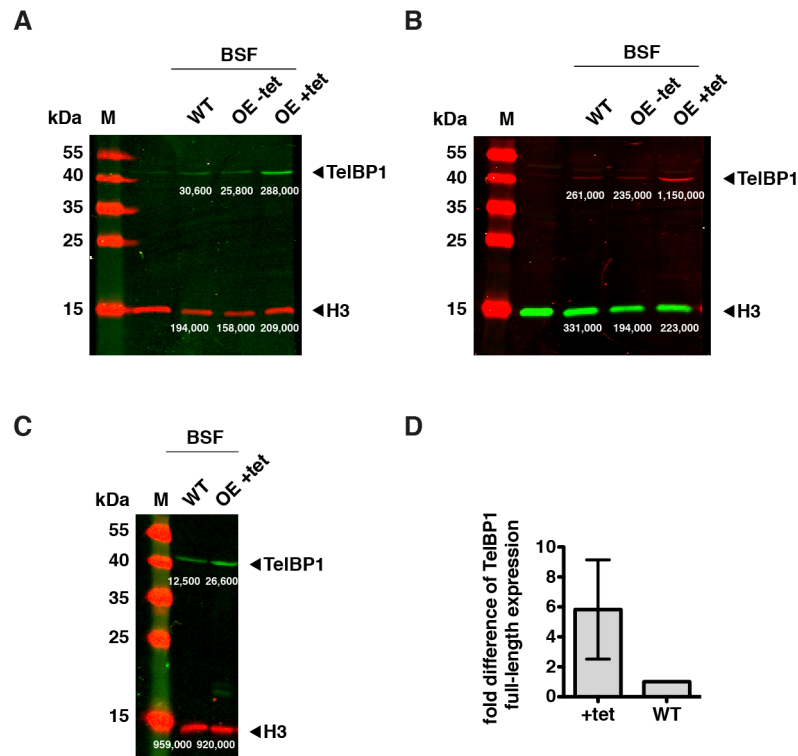 A
BSF
kDa M WT OE -tet OE +tet
55
40
35
25
15
◄TelBP1
30,600 25,800 288,000
◄H3
194,000 158,000 209,000
B
BSF
kDa M WT OE -tet OE +tet
55
40
35
25
15
◄TelBP1
261,000 235,000 1,150,000
◄H3
331,000 194,000 223,000
C
BSF
kDa M WT OE +tet
55
40
35
25
15
◄TelBP1
12,500 26,600
◄H3
959,000 920,000
D
fold difference of TelBP1
full-length expression
10
8
6
4
2
0
+tet WT